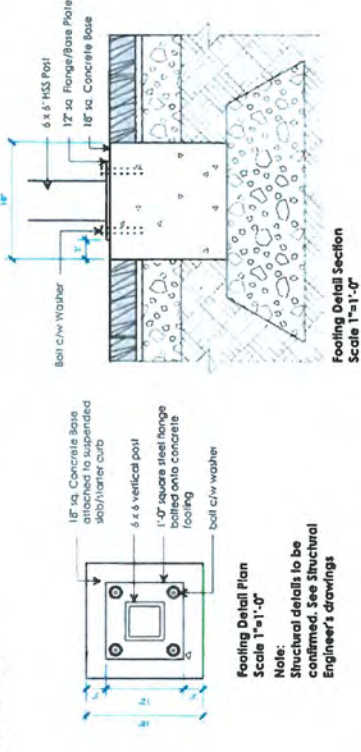 18" sq. Concrete Base
attached to suspended
slab/starter curb
6 x 6 vertical post
1'-0" square steel flange
bolted onto concrete
footing
bolt c/w washer
3"
12"
3"
18"
Footing Detail Plan
Scale 1"=1'-0"
Note:
Structural details to be
confirmed. See Structural
Engineer's drawings
18"
3"
Bolt c/w Washer
6 x 6" HSS Post
12" sq. Flange/Base Plate
18" sq. Concrete Base
Footing Detail Section
Scale 1"=1'-0"